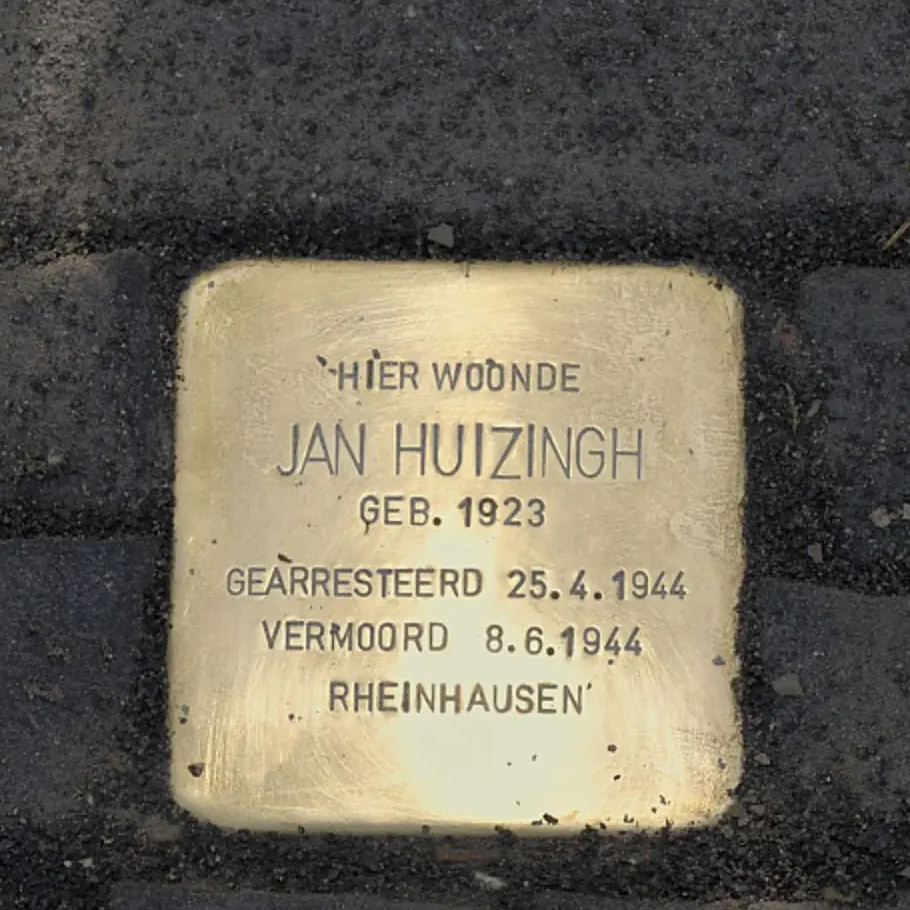 HIER WOONDE
JAN HUIZINGH
GEB. 1923
GEARRESTEERD 25.4.1944
VERMOORD 8.6.1944
RHEINHAUSEN